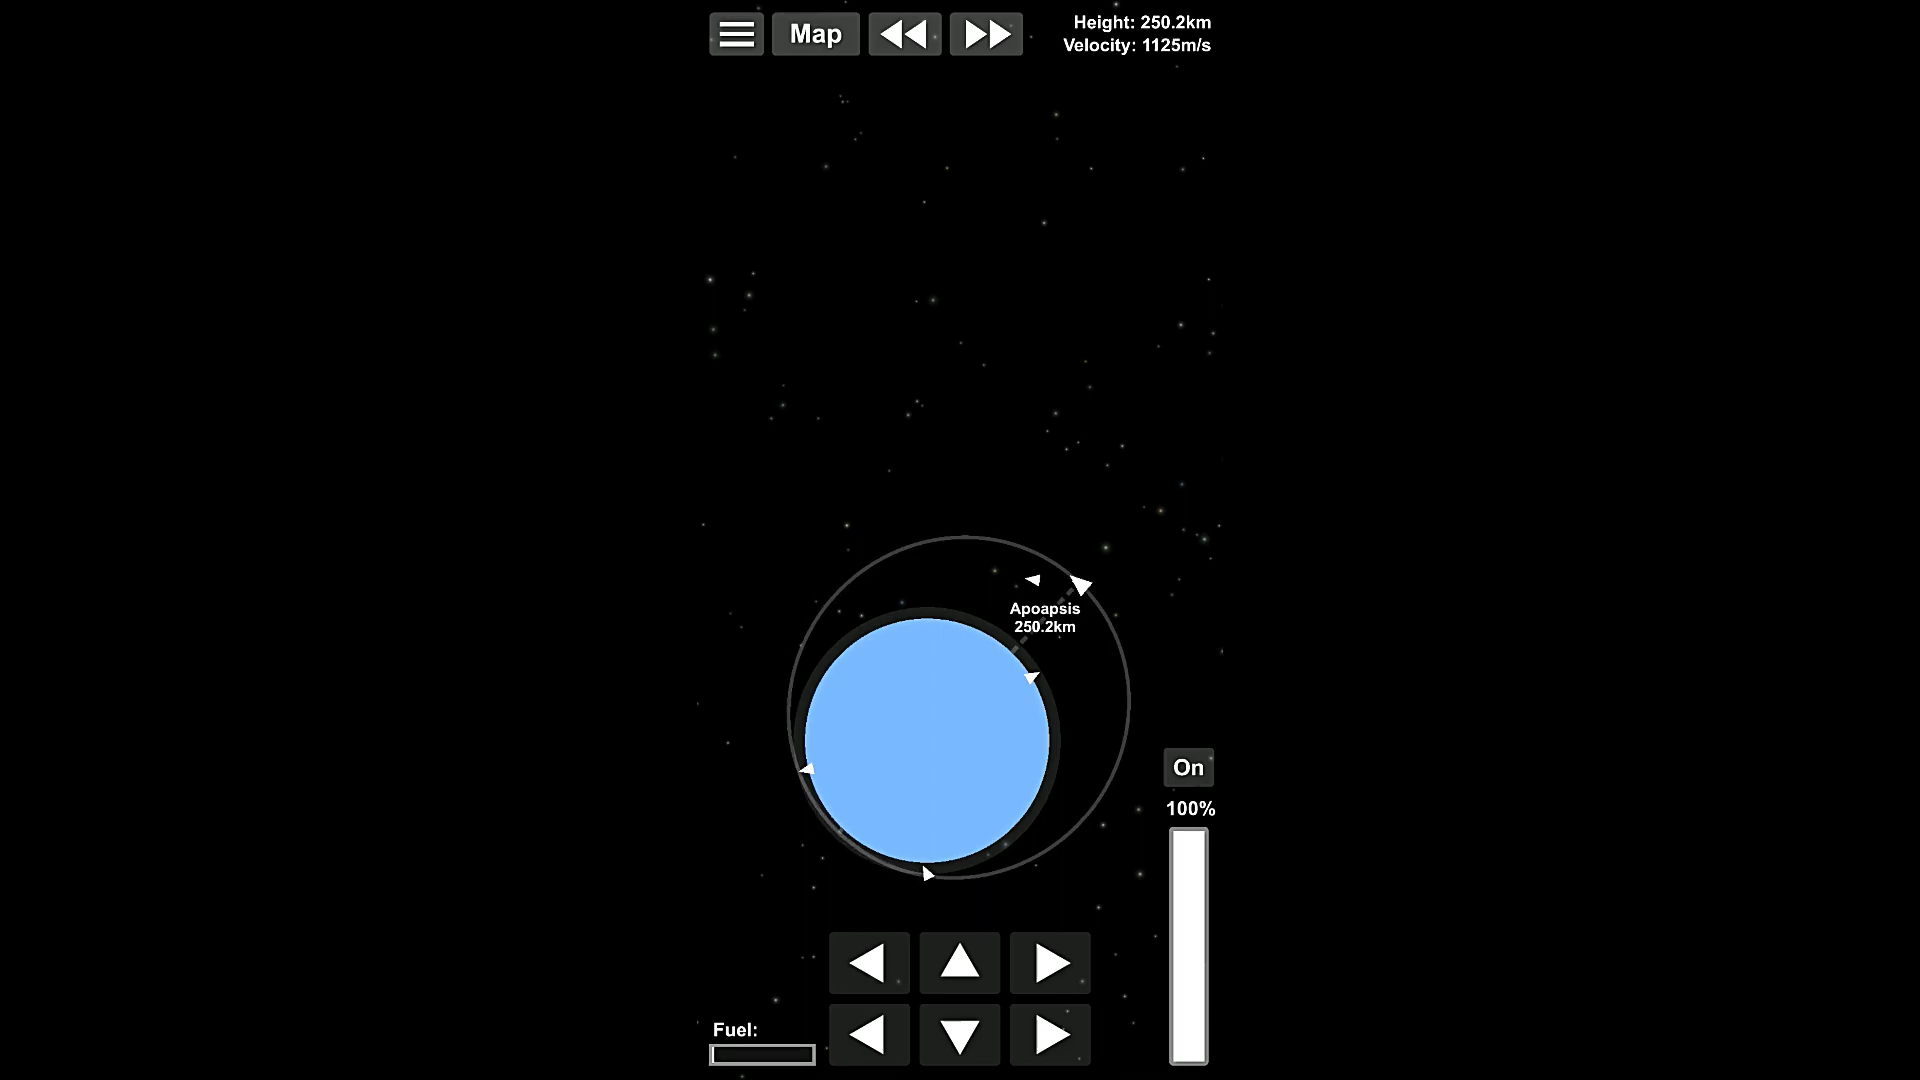 Map
Height: 250.2km
Velocity: 1125m/s
Apoapsis
250.2km
On
100%
Fuel: